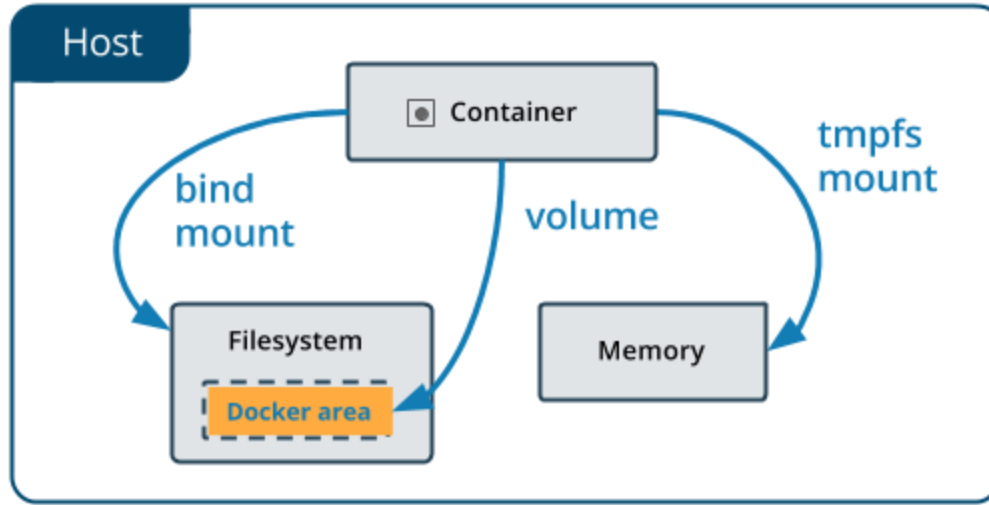 Host
Container
bind
mount
volume
tmpfs
mount
Filesystem
Docker area
Memory